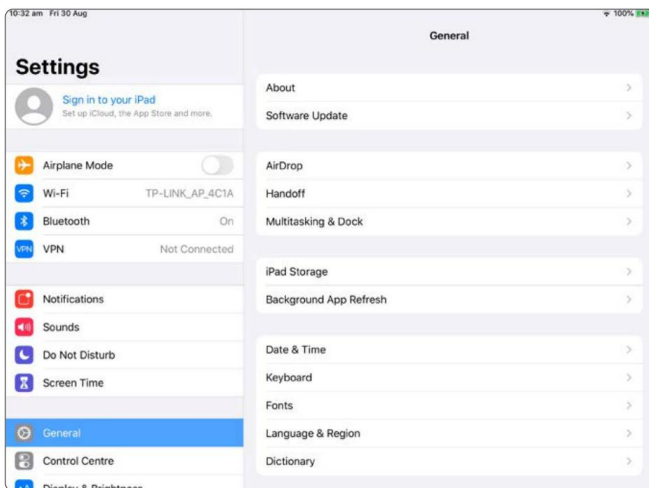 10:32 am Fri 30 Aug
100%
General
Settings
Sign in to your iPad
Set up iCloud, the App Store and more.
Airplane Mode
Wi-Fi TP-LINK_AP_4C1A
Bluetooth On
VPN VPN Not Connected
Notifications
Sounds
Do Not Disturb
Screen Time
General
Control Centre
Display & Brightness
About
Software Update
AirDrop
Handoff
Multitasking & Dock
iPad Storage
Background App Refresh
Date & Time
Keyboard
Fonts
Language & Region
Dictionary